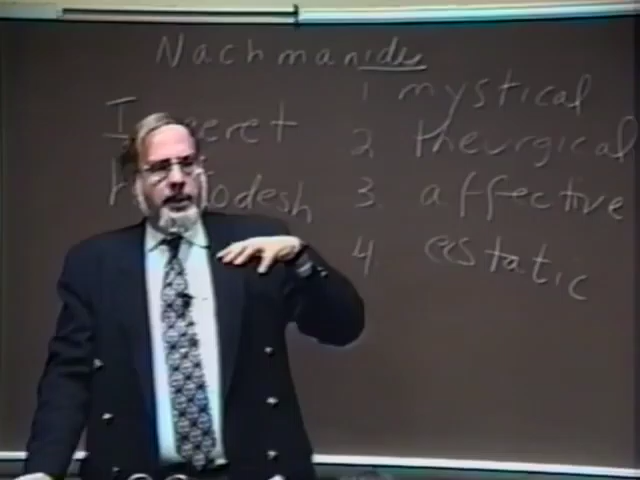 Nachmanides
1 mystical
2 theurgical
3. affective
4 ecstatic